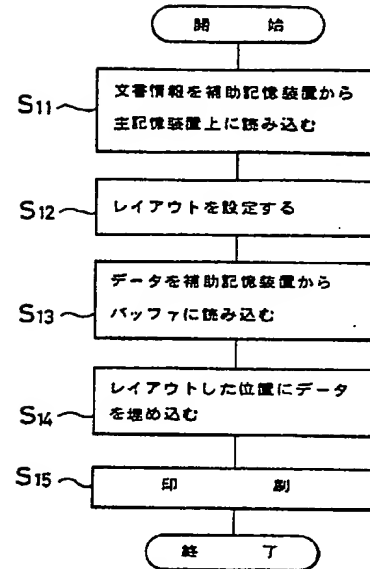 開 始
S11 文書情報を補助記憶装置から
主記憶装置上に読み込む
S12 レイアウトを設定する
S13 データを補助記憶装置から
バッファに読み込む
S14 レイアウトした位置にデータ
を埋め込む
S15 印 刷
終 了